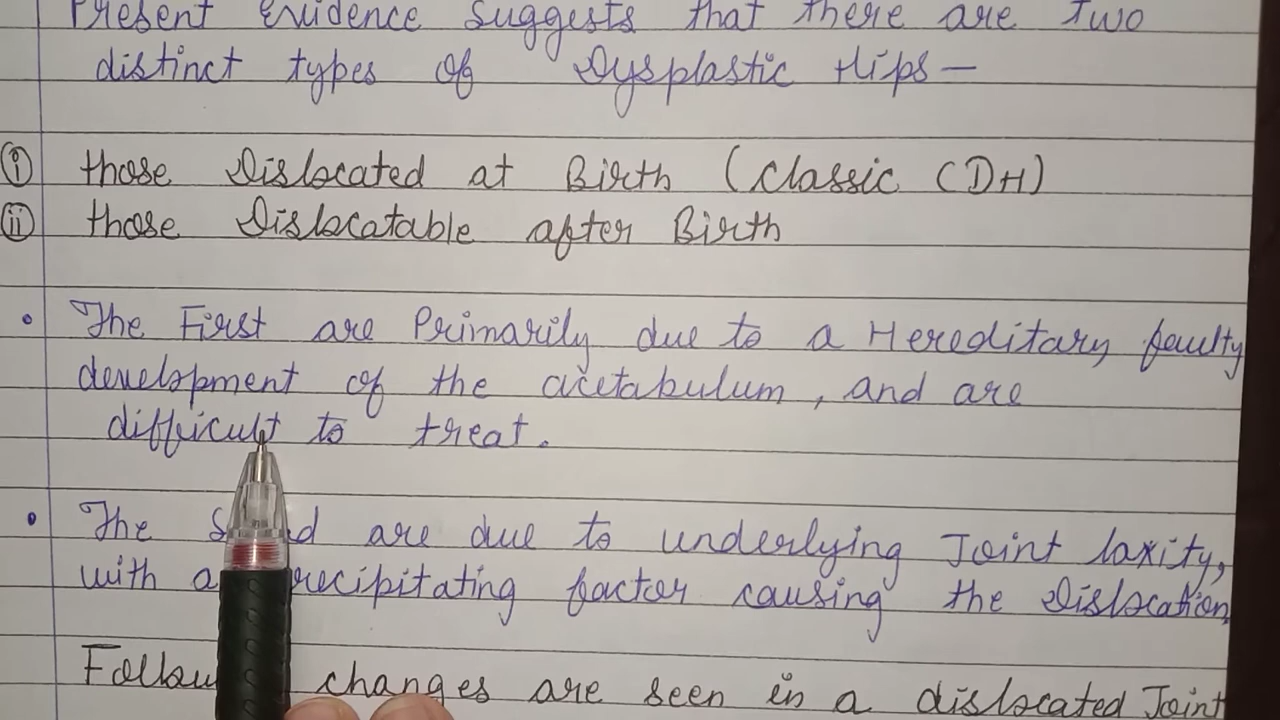 Present Evidence suggests that there are two
distinct types of Dysplastic Hips —
(i) those Dislocated at Birth (Classic CDH)
(ii) those Dislocatable after Birth
• The First are Primarily due to a Hereditary faulty
development of the acetabulum, and are
difficult to treat.
• The are due to underlying Joint laxity,
with a factor causing the Dislocation
changes are seen in a dislocated Joint